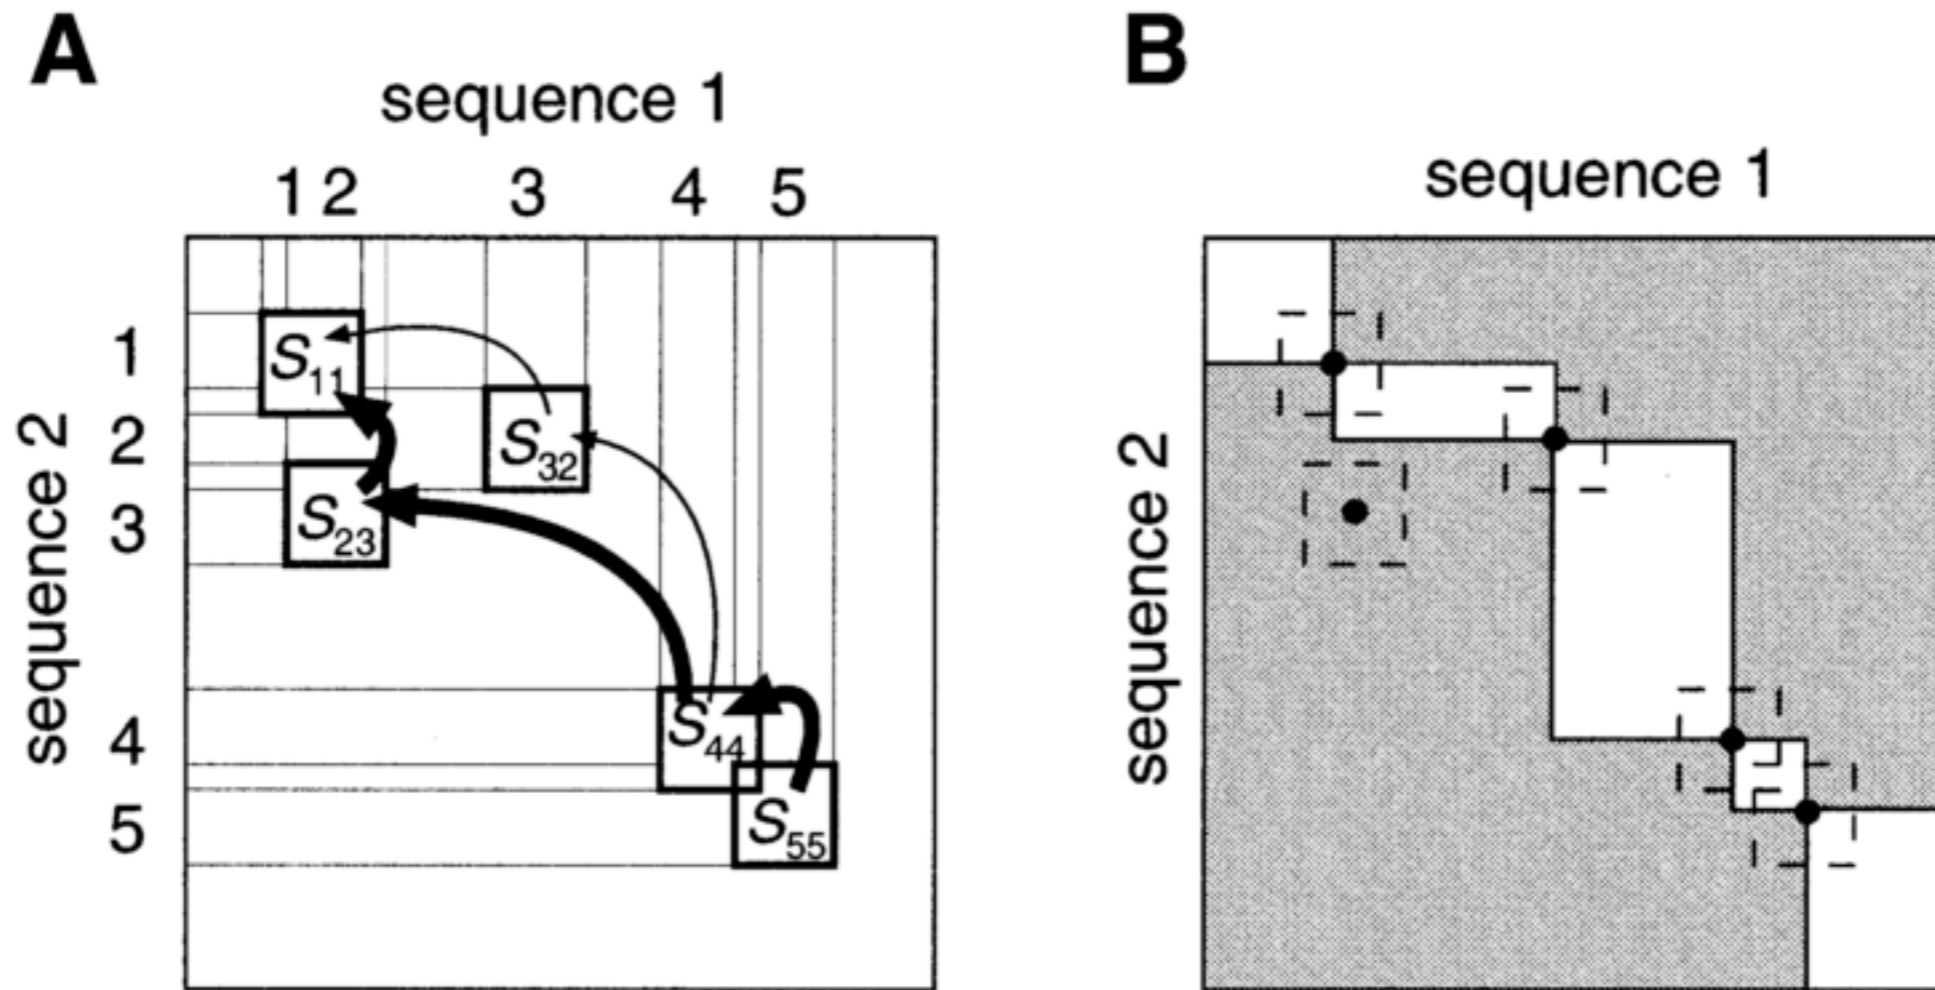 A
sequence 1
1 2 3 4 5
sequence 2
1
2
3
4
5
S11
S32
S23
S44
S55
B
sequence 1
sequence 2